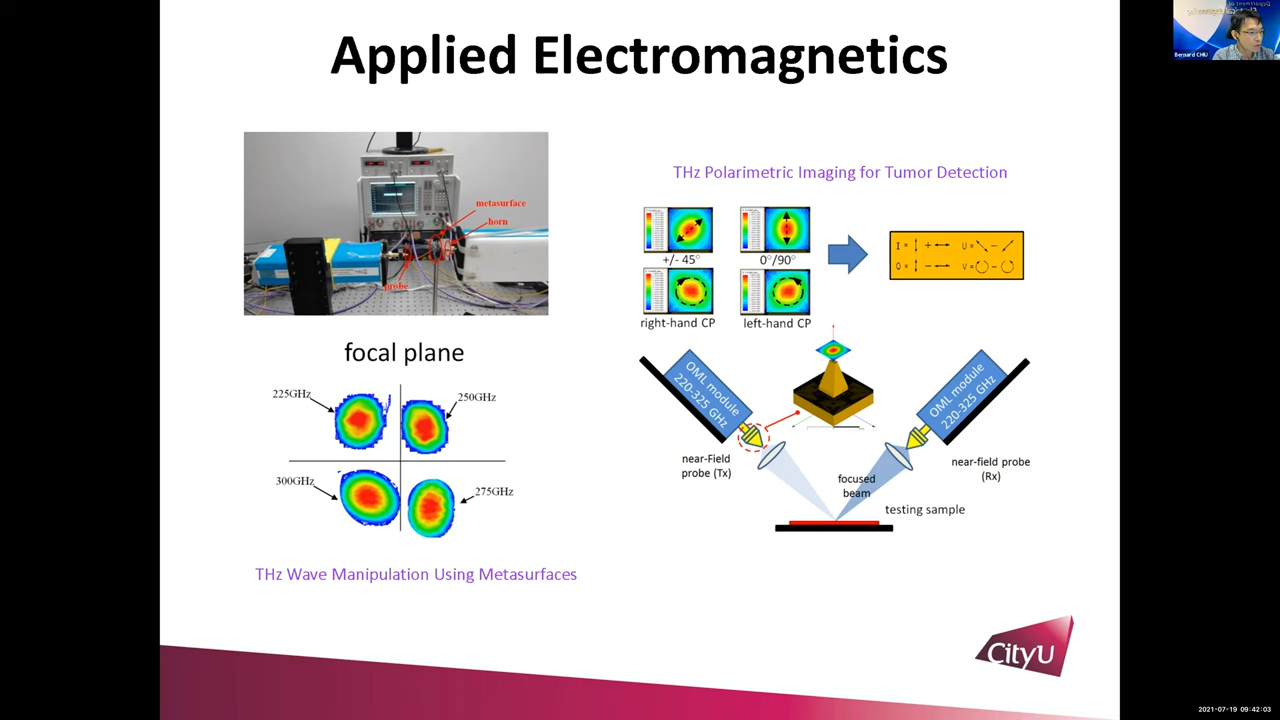 Applied Electromagnetics
Bernard CHIU
metasurface
horn
probe
focal plane
225GHz
250GHz
300GHz
275GHz
THz Wave Manipulation Using Metasurfaces
THz Polarimetric Imaging for Tumor Detection
+/- 45°
0°/90°
right-hand CP
left-hand CP
I = ↕ + ↔
U = ⤡ − ⤢
Q = ↕ − ↔
V = ↻ − ↺
OML module
220-325 GHz
OML module
220-325 GHz
near-Field
probe (Tx)
near-field probe
(Rx)
focused
beam
testing sample
CityU
2021-07-19 09:42:03